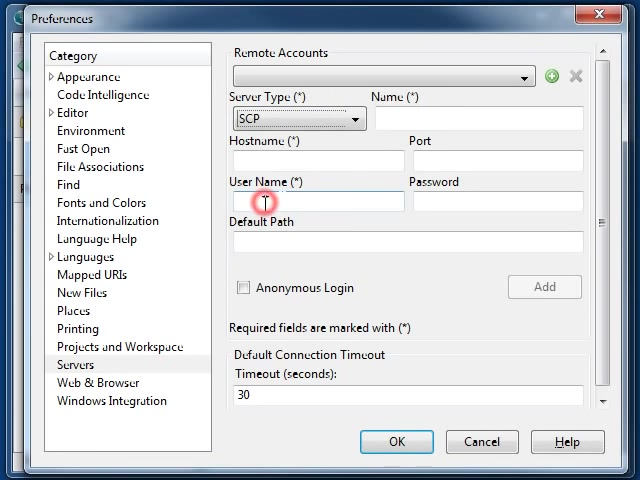 Preferences
Category
Appearance
Code Intelligence
Editor
Environment
Fast Open
File Associations
Find
Fonts and Colors
Internationalization
Language Help
Languages
Mapped URIs
New Files
Places
Printing
Projects and Workspace
Servers
Web & Browser
Windows Integration
Remote Accounts
Server Type (*) Name (*)
SCP
Hostname (*) Port
User Name (*) Password
Default Path
Anonymous Login Add
Required fields are marked with (*)
Default Connection Timeout
Timeout (seconds):
30
OK Cancel Help